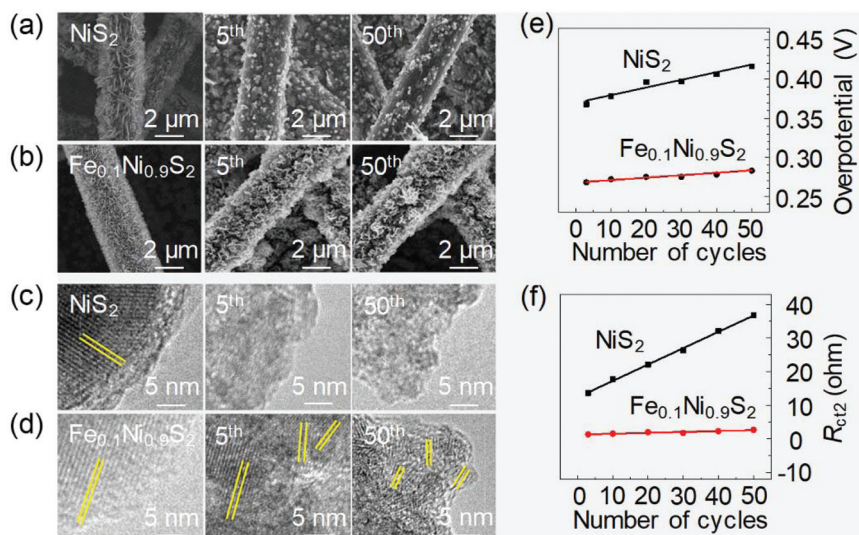 (a)
NiS₂
5ᵗʰ
50ᵗʰ
2 μm
2 μm
2 μm
(b)
Fe₀.₁Ni₀.₉S₂
5ᵗʰ
50ᵗʰ
2 μm
2 μm
2 μm
(c)
NiS₂
5ᵗʰ
50ᵗʰ
5 nm
5 nm
5 nm
(d)
Fe₀.₁Ni₀.₉S₂
5ᵗʰ
50ᵗʰ
5 nm
5 nm
5 nm
(e)
NiS₂
Fe₀.₁Ni₀.₉S₂
0.45
0.40
0.30
0.25
Overpotential (V)
0 10 20 30 40 50
Number of cycles
(f)
NiS₂
Fe₀.₁Ni₀.₉S₂
40
30
20
10
0
-10
Rct2 (ohm)
0 10 20 30 40 50
Number of cycles